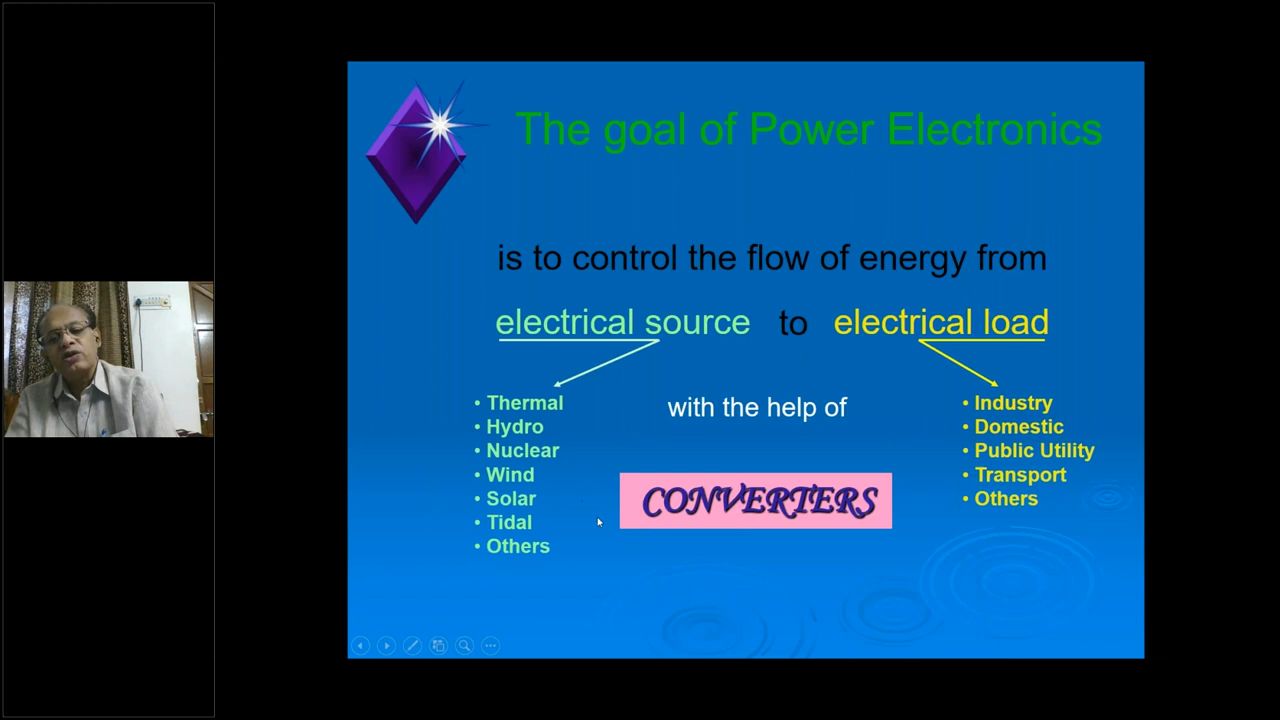 The goal of Power Electronics
is to control the flow of energy from
electrical source to electrical load
• Thermal
• Hydro
• Nuclear
• Wind
• Solar
• Tidal
• Others
with the help of
CONVERTERS
• Industry
• Domestic
• Public Utility
• Transport
• Others